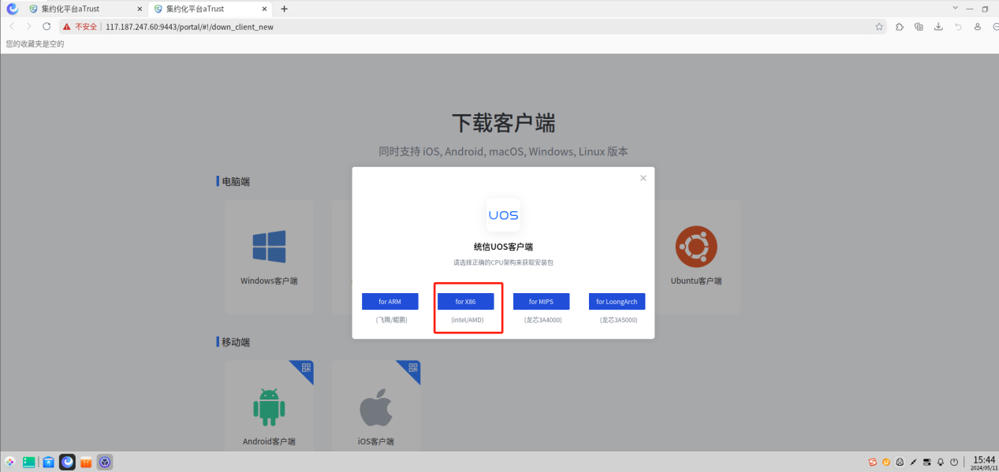 集约化平台aTrust
集约化平台aTrust
不安全
117.187.247.60:9443/portal/#!/down_client_new
您的收藏夹是空的
下载客户端
同时支持 iOS, Android, macOS, Windows, Linux 版本
电脑端
UOS
统信UOS客户端
请选择正确的CPU架构来获取安装包
for ARM
for X86
for MIPS
for LoongArch
(飞腾/鲲鹏)
(intel/AMD)
(龙芯3A4000)
(龙芯3A5000)
Windows客户端
Ubuntu客户端
移动端
Android客户端
iOS客户端
15:44
2024/05/11